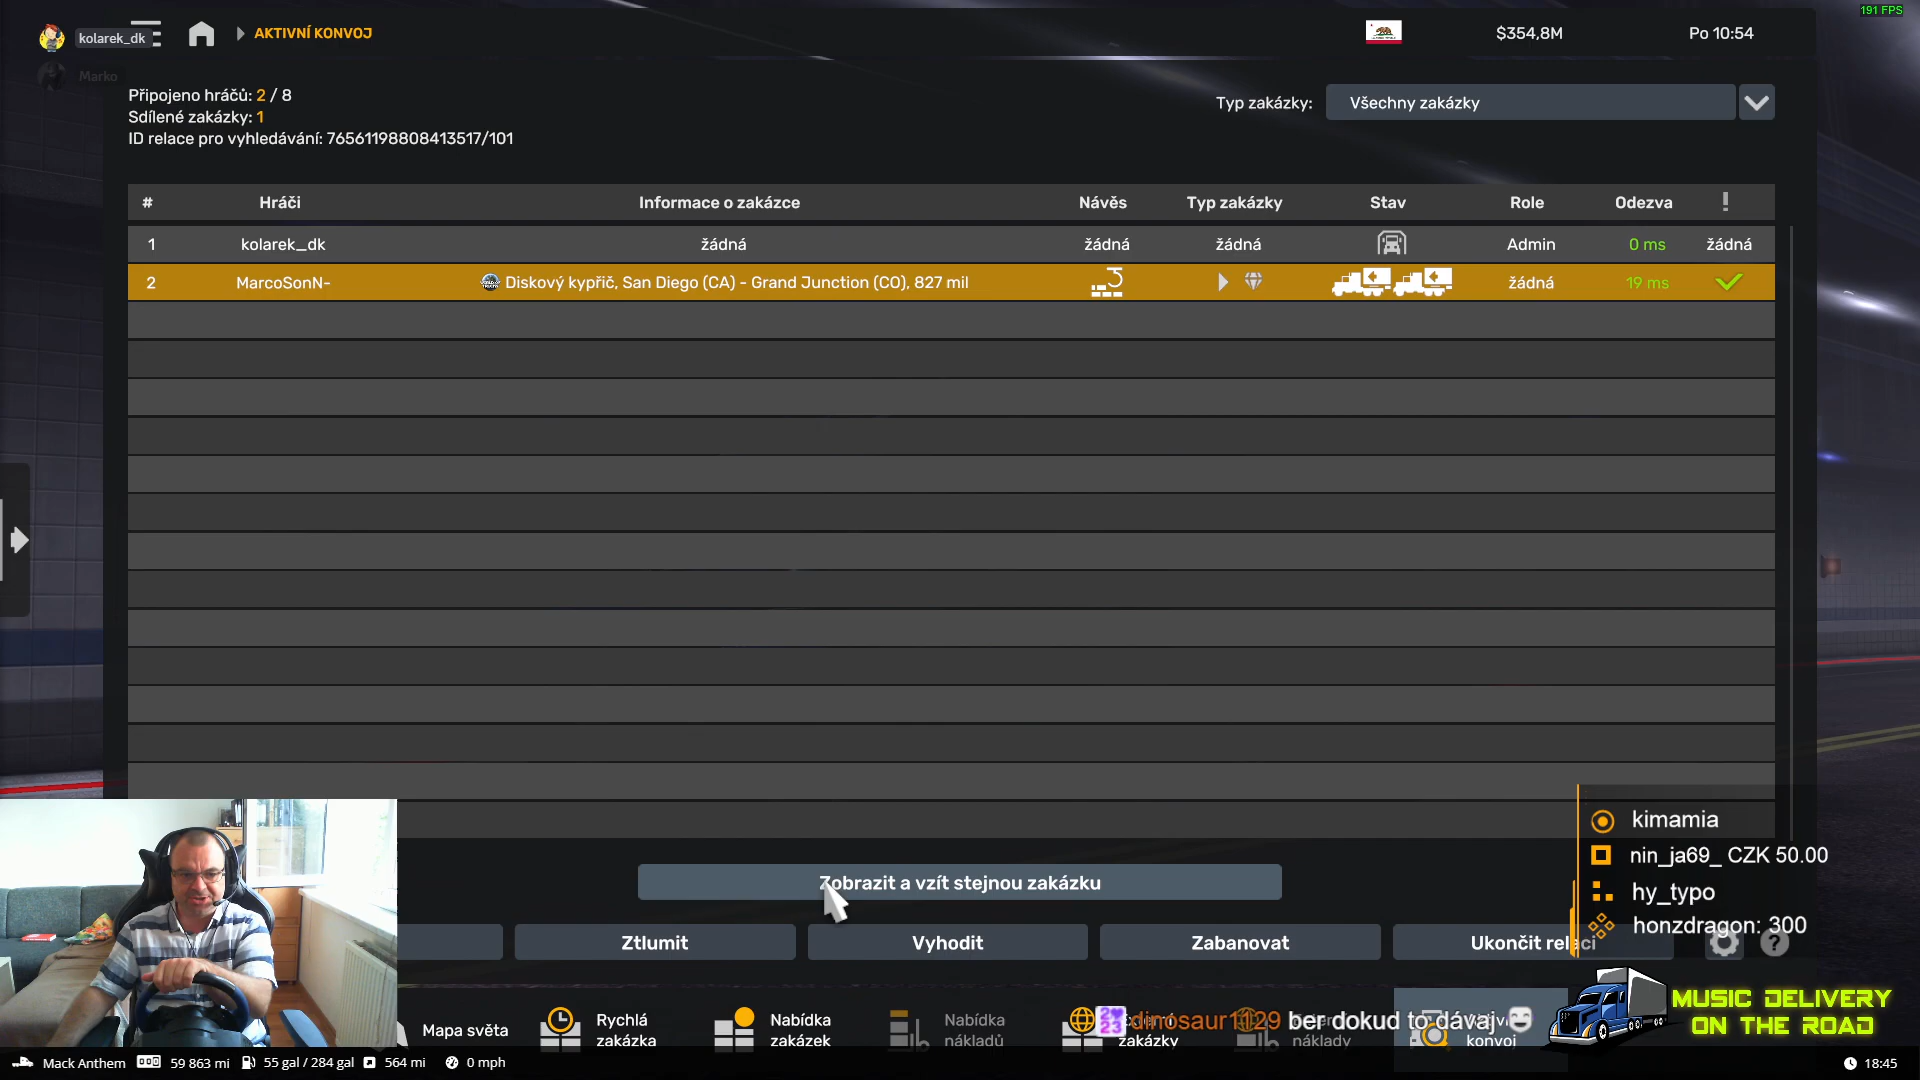 191 FPS
kolarek_dk
AKTIVNÍ KONVOJ
$354,8M
Po 10:54
Marko
Připojeno hráčů: 2 / 8
Sdílené zakázky: 1
ID relace pro vyhledávání: 76561198808413517/101
Typ zakázky:
Všechny zakázky
# Hráči Informace o zakázce Návěs Typ zakázky Stav Role Odezva !
1 kolarek_dk žádná žádná žádná Admin 0 ms žádná
2 MarcoSonN- Diskový kypřič, San Diego (CA) - Grand Junction (CO), 827 mil žádná 19 ms
Zobrazit a vzít stejnou zakázku
Ztlumit
Vyhodit
Zabanovat
Ukončit relaci
kimamia
nin_ja69_ CZK 50.00
hy_typo
honzdragon: 300
?
Mapa světa
Rychlá zakázka
Nabídka zakázek
Nabídka nákladů
zakázky
náklady
konvoj
dinosaur1129 ber dokud to dávaj
MUSIC DELIVERY
ON THE ROAD
Mack Anthem 59 863 mi 55 gal / 284 gal 564 mi 0 mph
18:45